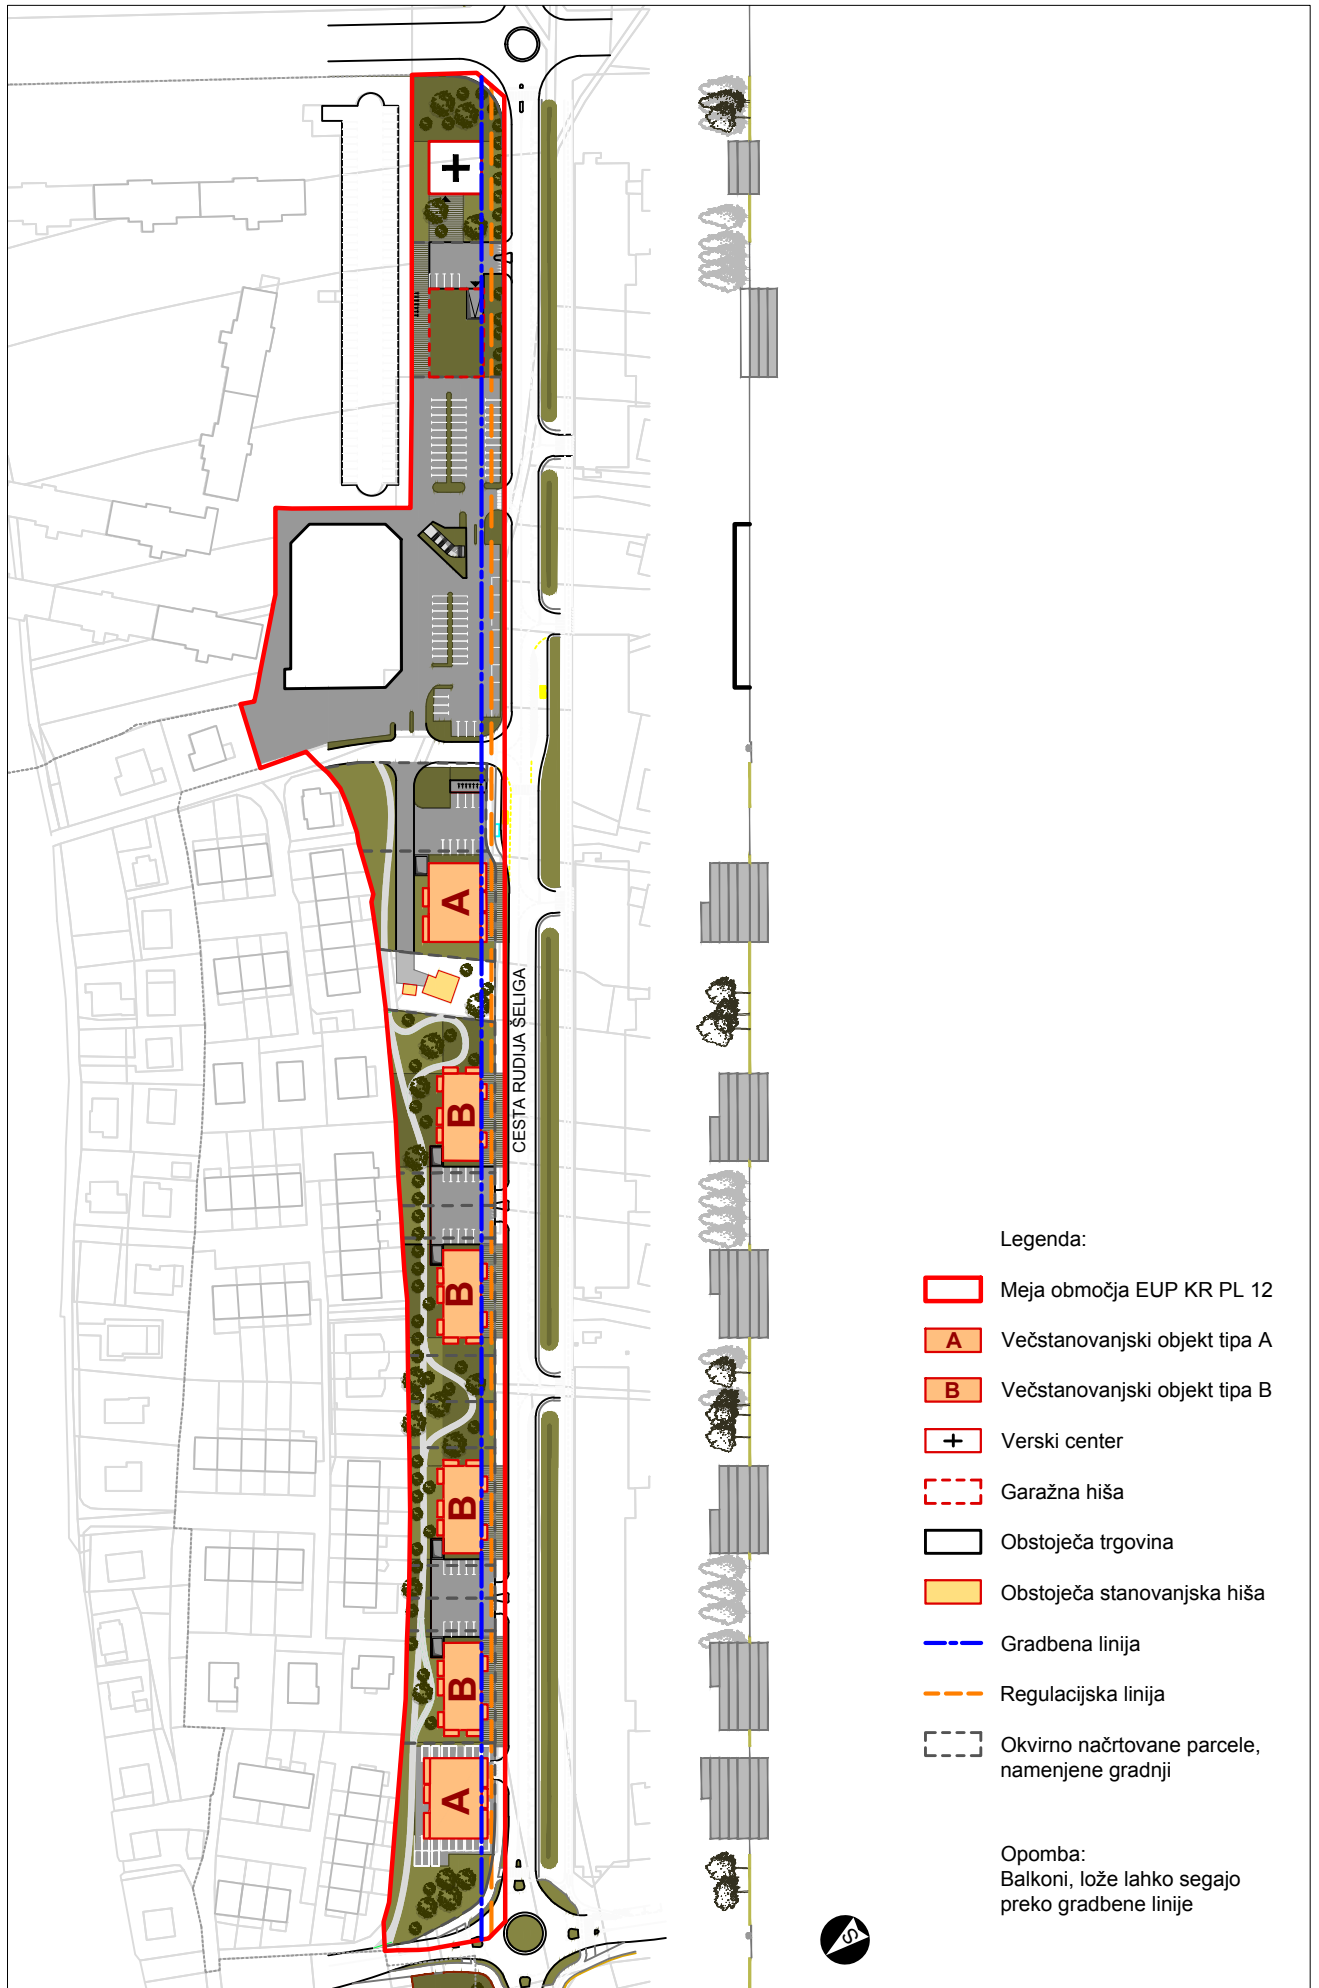 A
CESTA RUDIJA ŠELIGA
B
B
B
B
A
Legenda:
Meja območja EUP KR PL 12
A Večstanovanjski objekt tipa A
B Večstanovanjski objekt tipa B
Verski center
Garažna hiša
Obstoječa trgovina
Obstoječa stanovanjska hiša
Gradbena linija
Regulacijska linija
Okvirno načrtovane parcele,
namenjene gradnji
Opomba:
Balkoni, lože lahko segajo
preko gradbene linije
S